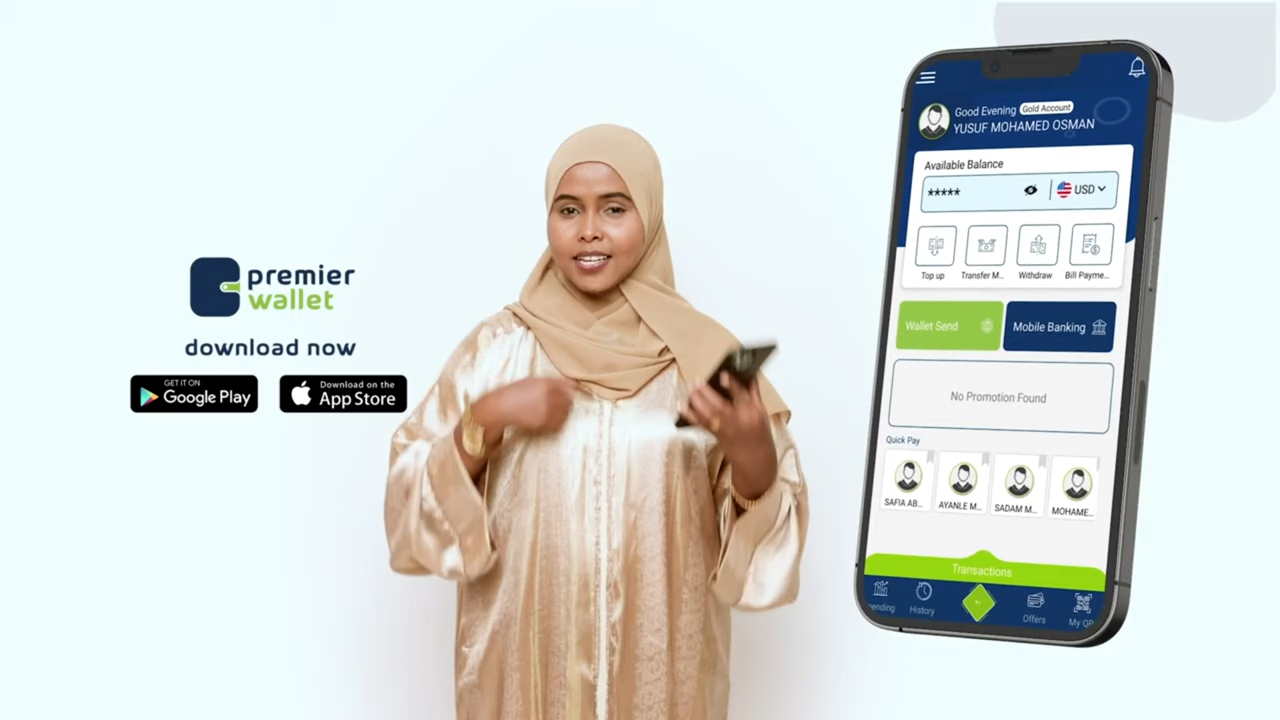 premier
wallet
download now
GET IT ON
Google Play
Download on the
App Store
Good Evening Gold Account
YUSUF MOHAMED OSMAN
Available Balance
***** USD
Top up Transfer M... Withdraw Bill Payme...
Wallet Send Mobile Banking
No Promotion Found
Quick Pay
SAFIA AB... AYANLE M... SADAM M... MOHAME...
Transactions
ending History Offers My QR